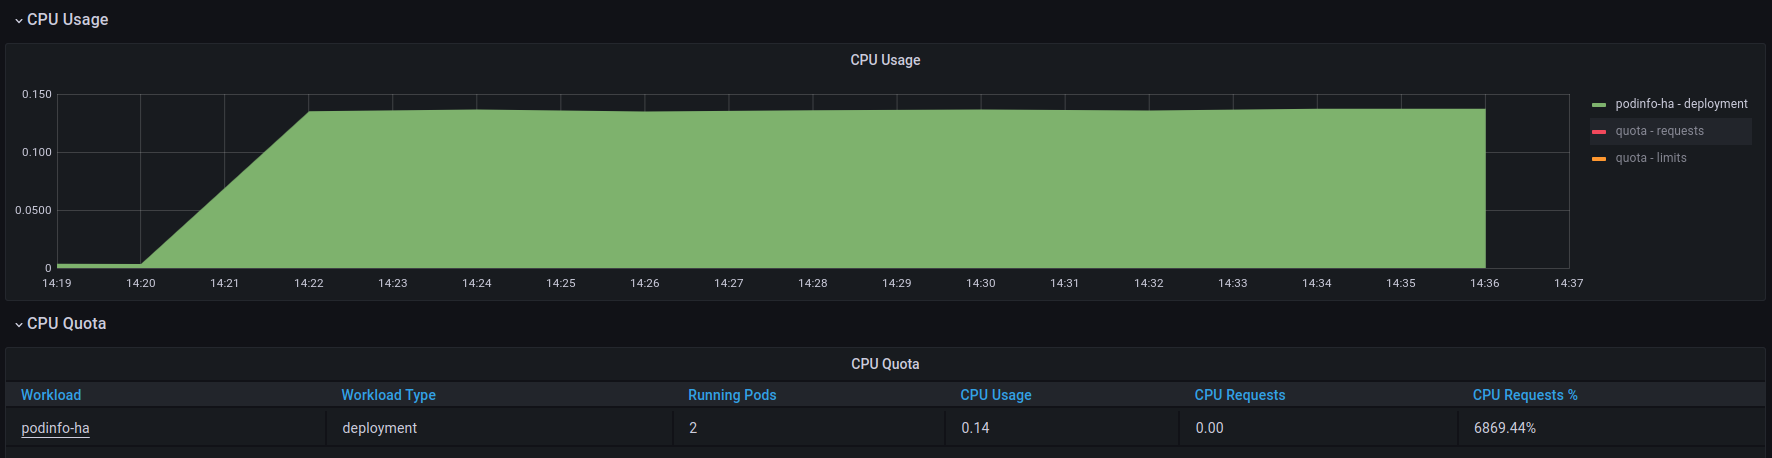 CPU Usage
CPU Usage
0.150
0.100
0.0500
0
14:19 14:20 14:21 14:22 14:23 14:24 14:25 14:26 14:27 14:28 14:29 14:30 14:31 14:32 14:33 14:34 14:35 14:36 14:37
podinfo-ha - deployment
quota - requests
quota - limits
CPU Quota
CPU Quota
Workload Workload Type Running Pods CPU Usage CPU Requests CPU Requests %
podinfo-ha deployment 2 0.14 0.00 6869.44%